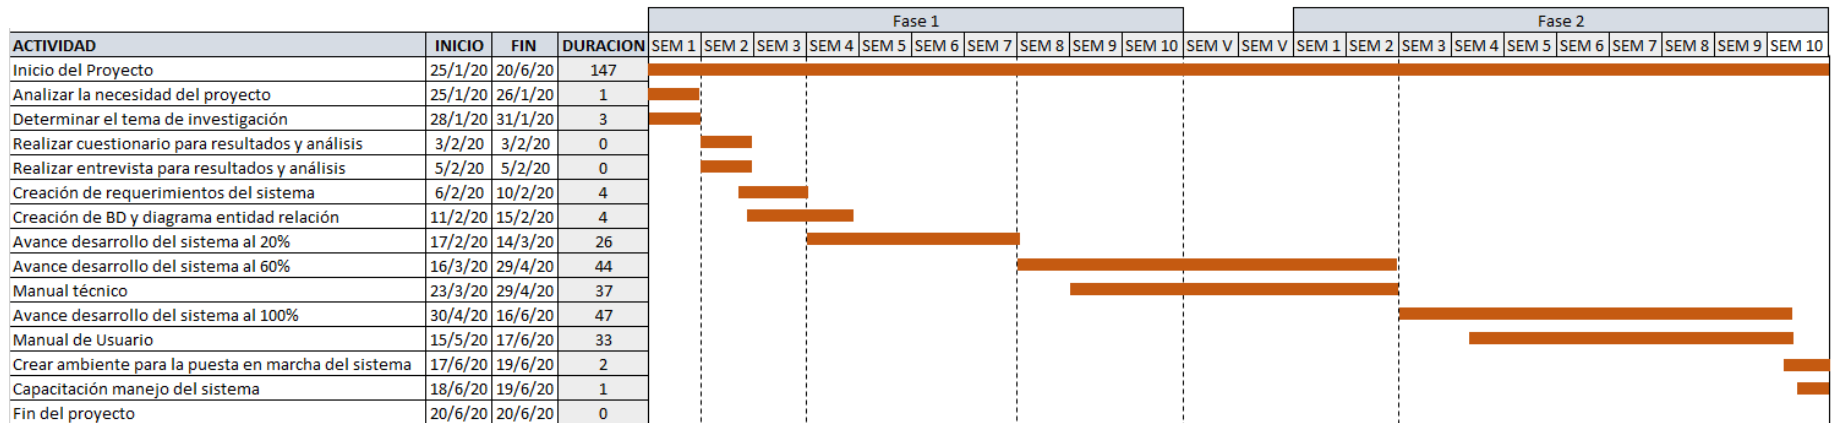 Fase 1 Fase 2
ACTIVIDAD INICIO FIN DURACION SEM 1 SEM 2 SEM 3 SEM 4 SEM 5 SEM 6 SEM 7 SEM 8 SEM 9 SEM 10 SEM V SEM V SEM 1 SEM 2 SEM 3 SEM 4 SEM 5 SEM 6 SEM 7 SEM 8 SEM 9 SEM 10
Inicio del Proyecto 25/1/20 20/6/20 147
Analizar la necesidad del proyecto 25/1/20 26/1/20 1
Determinar el tema de investigación 28/1/20 31/1/20 3
Realizar cuestionario para resultados y análisis 3/2/20 3/2/20 0
Realizar entrevista para resultados y análisis 5/2/20 5/2/20 0
Creación de requerimientos del sistema 6/2/20 10/2/20 4
Creación de BD y diagrama entidad relación 11/2/20 15/2/20 4
Avance desarrollo del sistema al 20% 17/2/20 14/3/20 26
Avance desarrollo del sistema al 60% 16/3/20 29/4/20 44
Manual técnico 23/3/20 29/4/20 37
Avance desarrollo del sistema al 100% 30/4/20 16/6/20 47
Manual de Usuario 15/5/20 17/6/20 33
Crear ambiente para la puesta en marcha del sistema 17/6/20 19/6/20 2
Capacitación manejo del sistema 18/6/20 19/6/20 1
Fin del proyecto 20/6/20 20/6/20 0